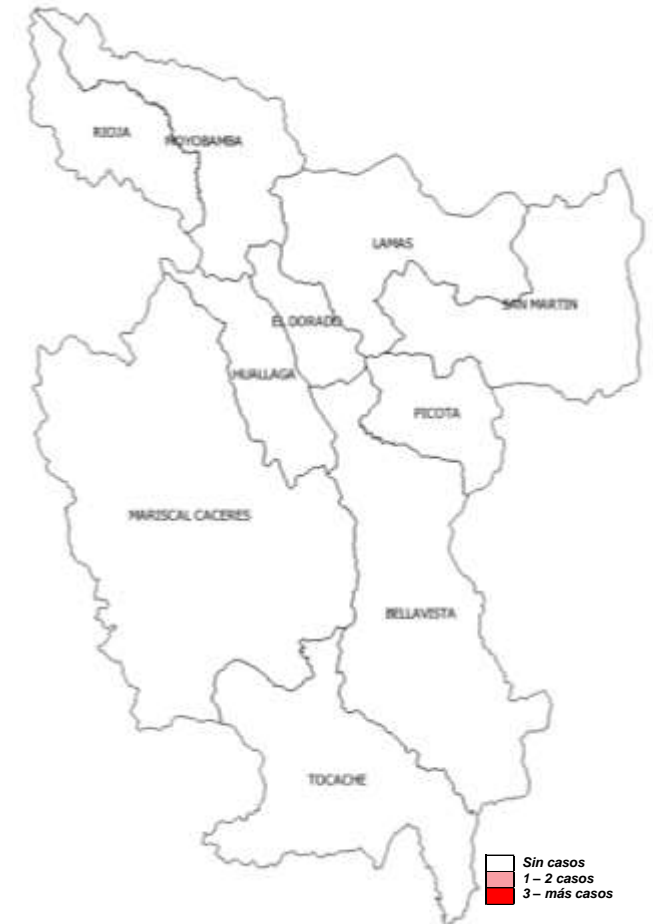 RIOJA
MOYOBAMBA
LAMAS
SAN MARTIN
EL DORADO
HUALLAGA
PICOTA
MARISCAL CACERES
BELLAVISTA
TOCACHE
Sin casos
1 – 2 casos
3 – más casos